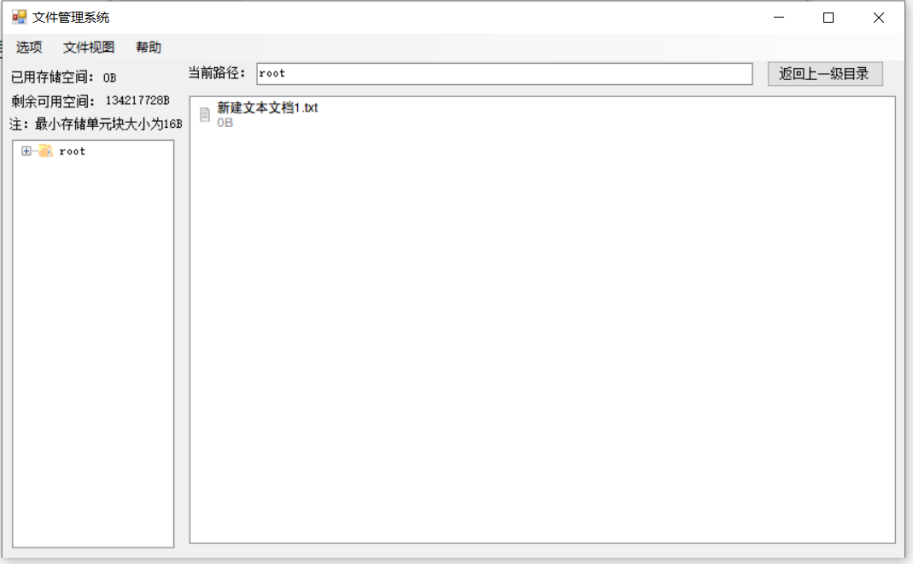 文件管理系统
选项 文件视图 帮助
已用存储空间: 0B
当前路径: root 返回上一级目录
剩余可用空间: 134217728B
注: 最小存储单元块大小为16B
root
新建文本文档1.txt
0B